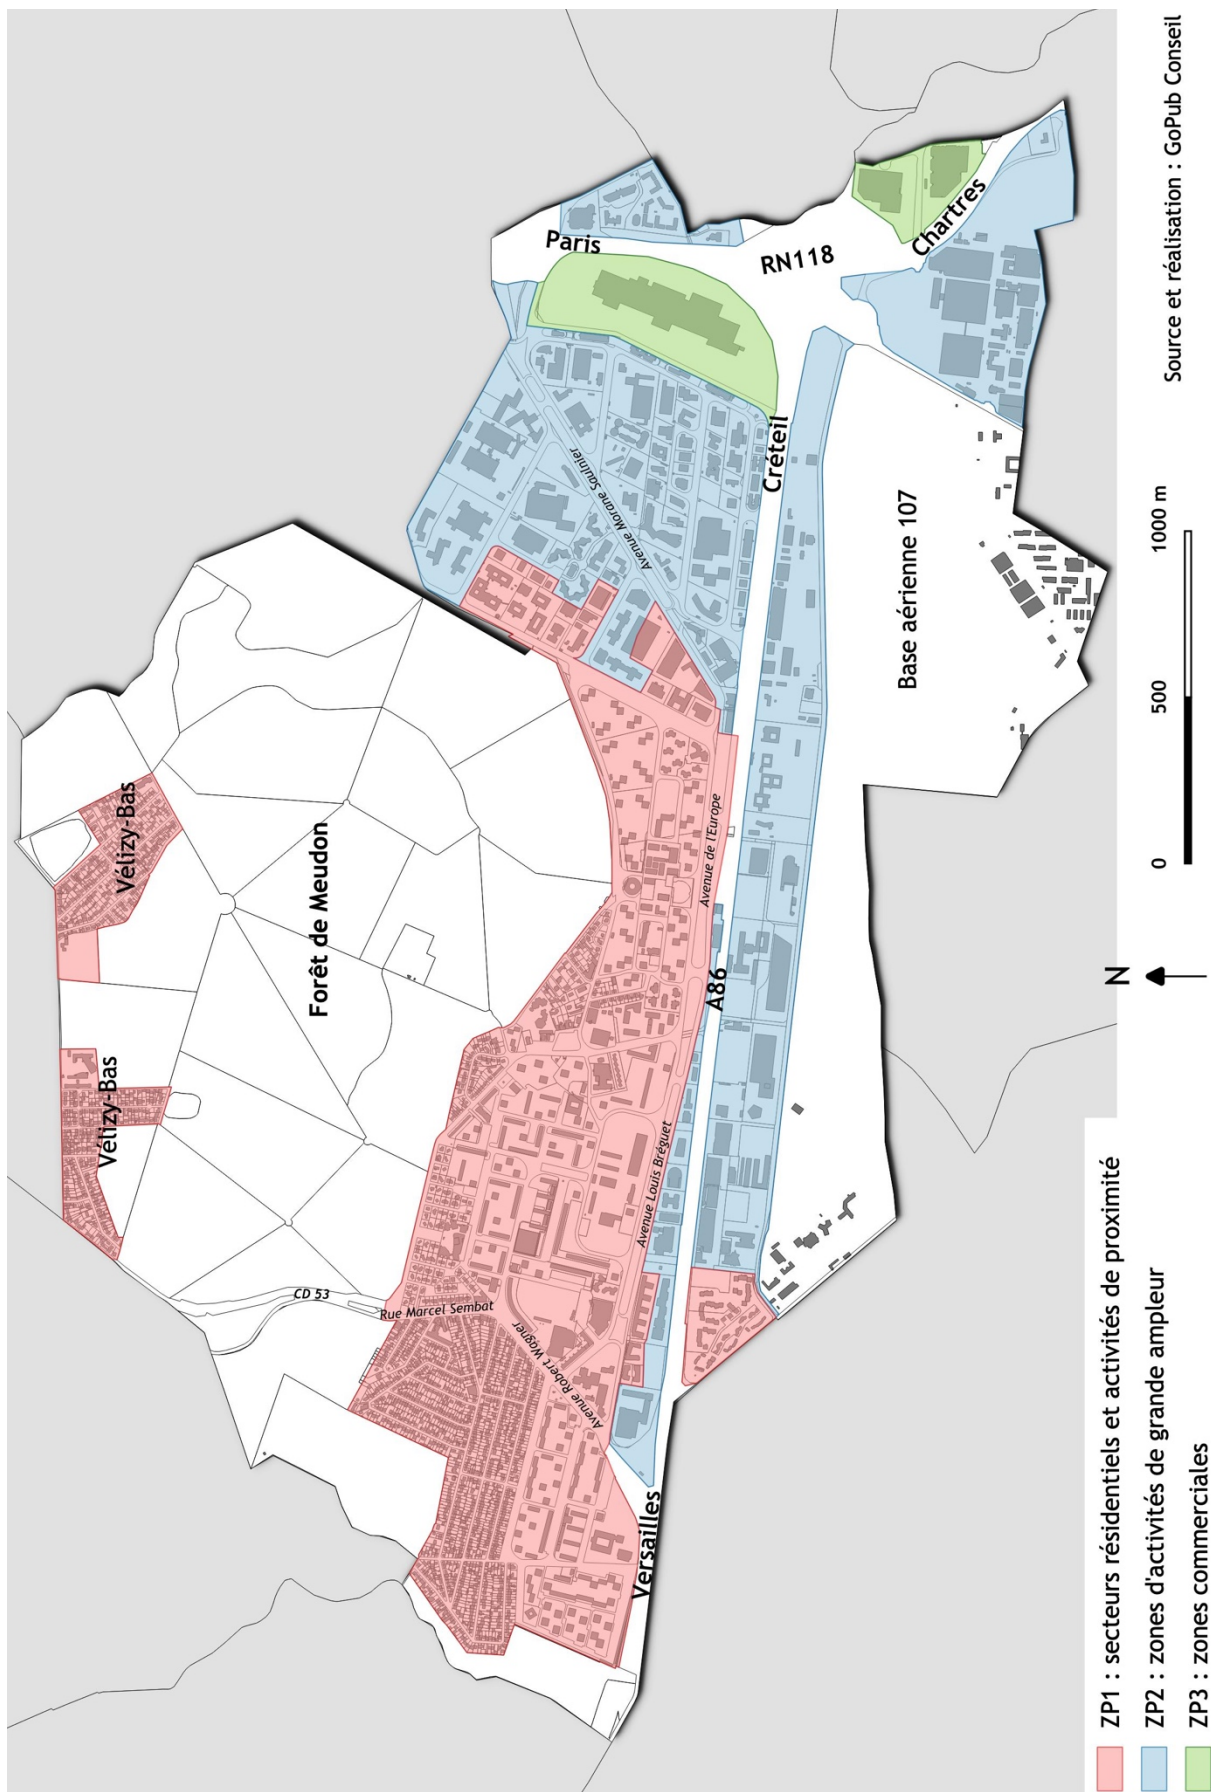 Vélizy-Bas
Vélizy-Bas
Forêt de Meudon
CD 53
Rue Marcel Sembat
Avenue Robert Wagner
Avenue Louis Bréguet
Avenue de l'Europe
Avenue Morane Saulnier
Versailles
A86
Créteil
Paris
RN118
Chartres
Base aérienne 107
N
0 500 1000 m
ZP1 : secteurs résidentiels et activités de proximité
ZP2 : zones d'activités de grande ampleur
ZP3 : zones commerciales
Source et réalisation : GoPub Conseil